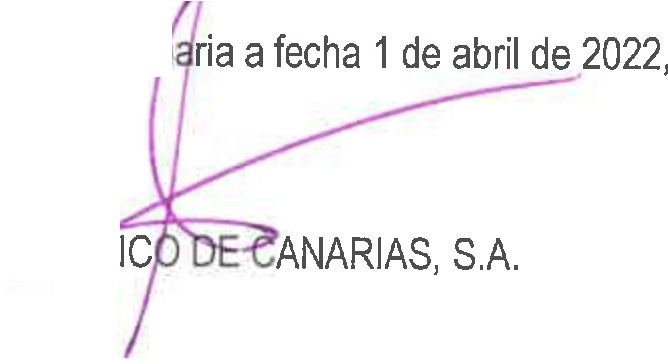 aria a fecha 1 de abril de 2022,
ICO DE CANARIAS, S.A.